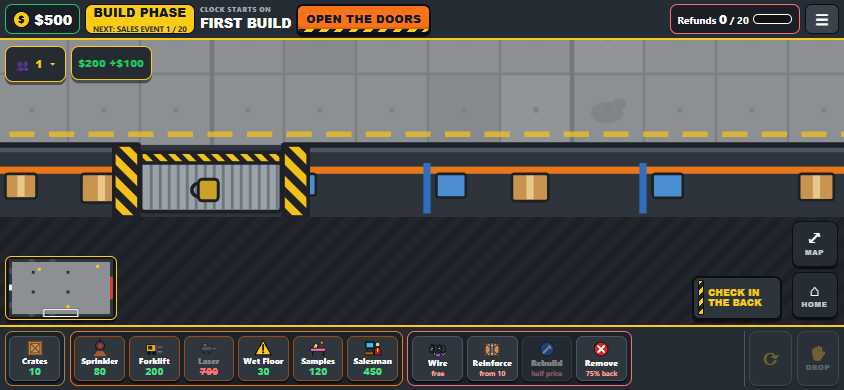 $ $500
BUILD PHASE
NEXT: SALES EVENT 1 / 20
CLOCK STARTS ON
FIRST BUILD
OPEN THE DOORS
Refunds 0 / 20
1
$200 +$100
MAP
CHECK IN
THE BACK
HOME
Crates
10
Sprinkler
80
Forklift
200
Laser
700
Wet Floor
30
Samples
120
Salesman
450
Wire
free
Reinforce
from 10
Rebuild
half price
Remove
75% back
DROP